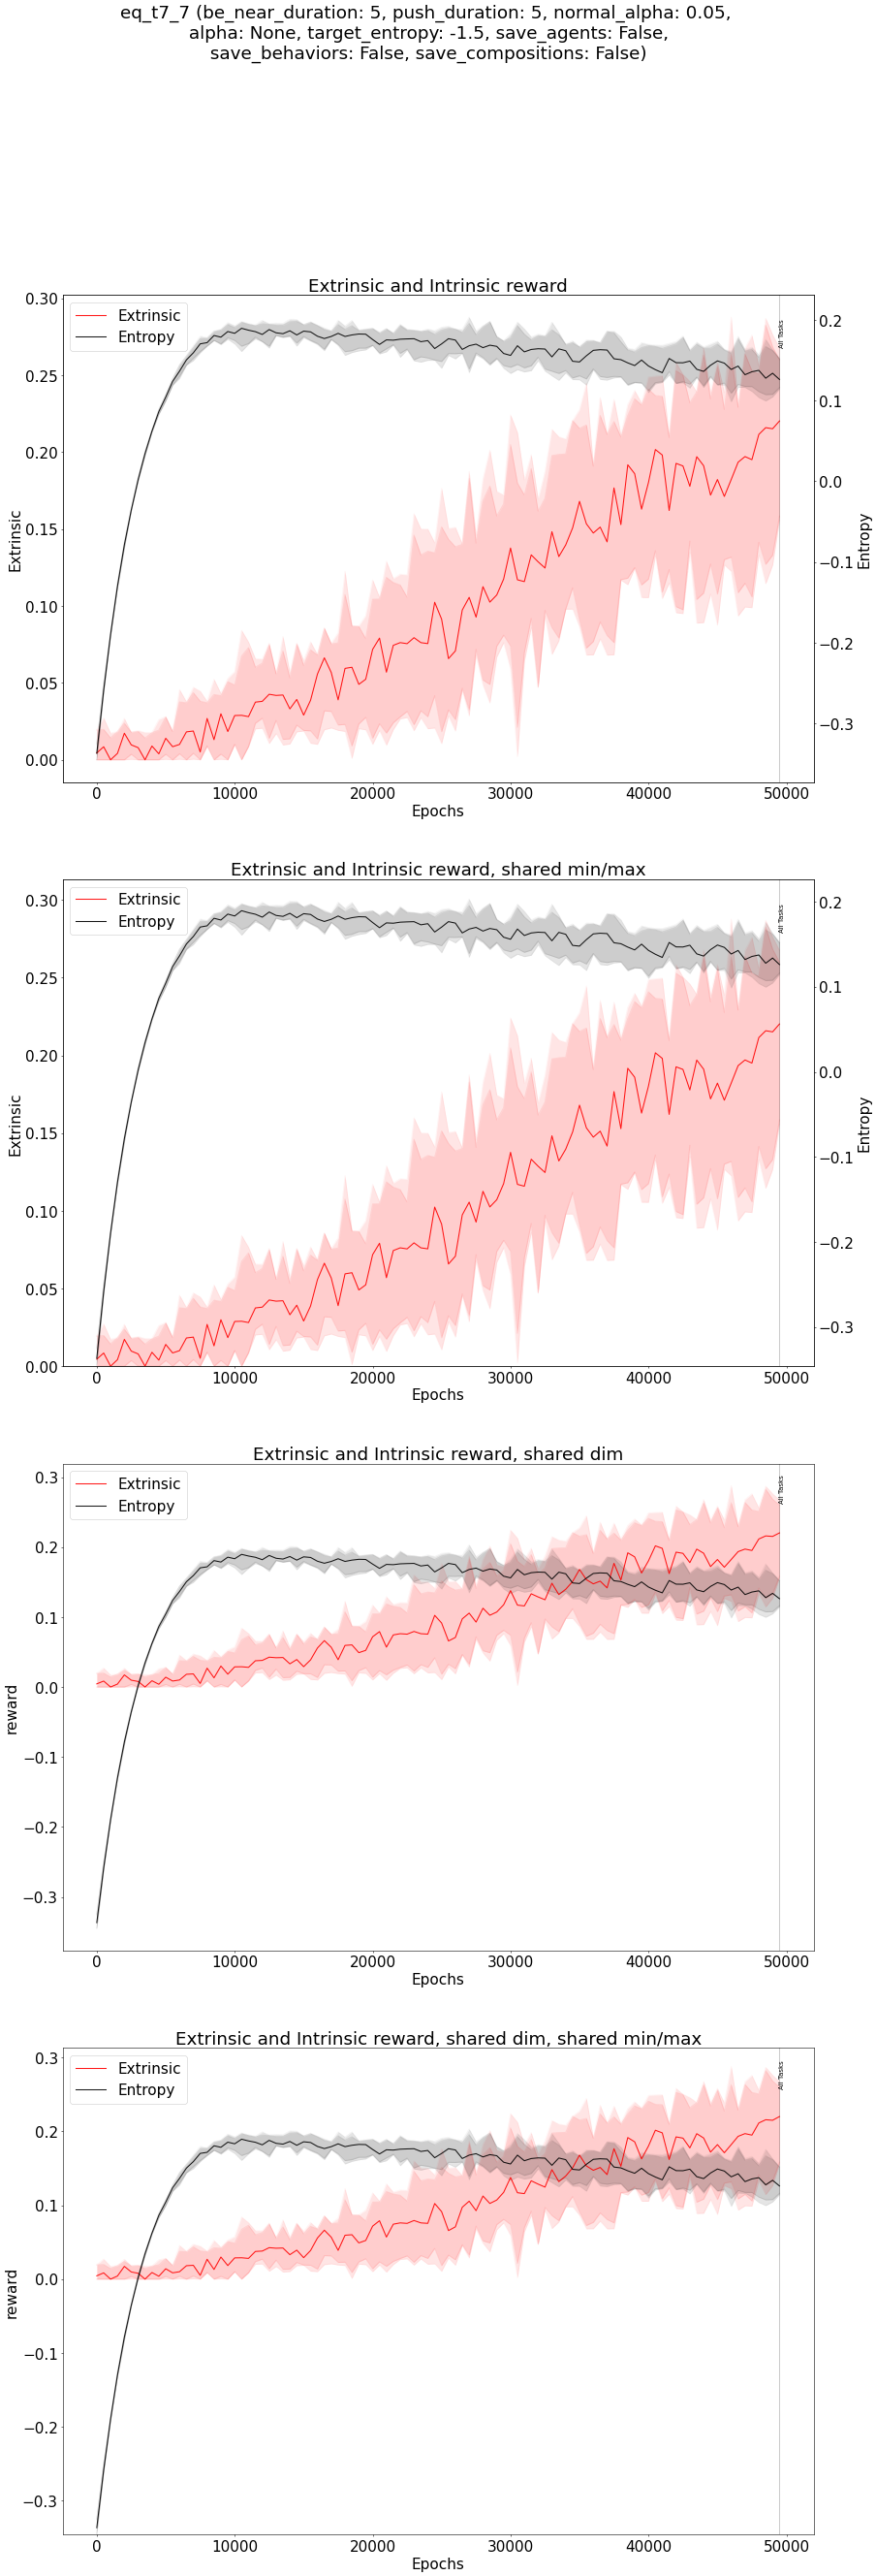 eq_t7_7 (be_near_duration: 5, push_duration: 5, normal_alpha: 0.05,
alpha: None, target_entropy: -1.5, save_agents: False,
save_behaviors: False, save_compositions: False)
Extrinsic and Intrinsic reward
Extrinsic
Entropy
All Tasks
0.30
0.25
0.20
0.15
0.10
0.05
0.00
Extrinsic
0.2
0.1
0.0
−0.1
−0.2
−0.3
Entropy
0 10000 20000 30000 40000 50000
Epochs
Extrinsic and Intrinsic reward, shared min/max
Extrinsic
Entropy
All Tasks
0.30
0.25
0.20
0.15
0.10
0.05
0.00
Extrinsic
0.2
0.1
0.0
−0.1
−0.2
−0.3
Entropy
0 10000 20000 30000 40000 50000
Epochs
Extrinsic and Intrinsic reward, shared dim
Extrinsic
Entropy
All Tasks
0.3
0.2
0.1
0.0
−0.1
−0.2
−0.3
reward
0 10000 20000 30000 40000 50000
Epochs
Extrinsic and Intrinsic reward, shared dim, shared min/max
Extrinsic
Entropy
All Tasks
0.3
0.2
0.1
0.0
−0.1
−0.2
−0.3
reward
0 10000 20000 30000 40000 50000
Epochs